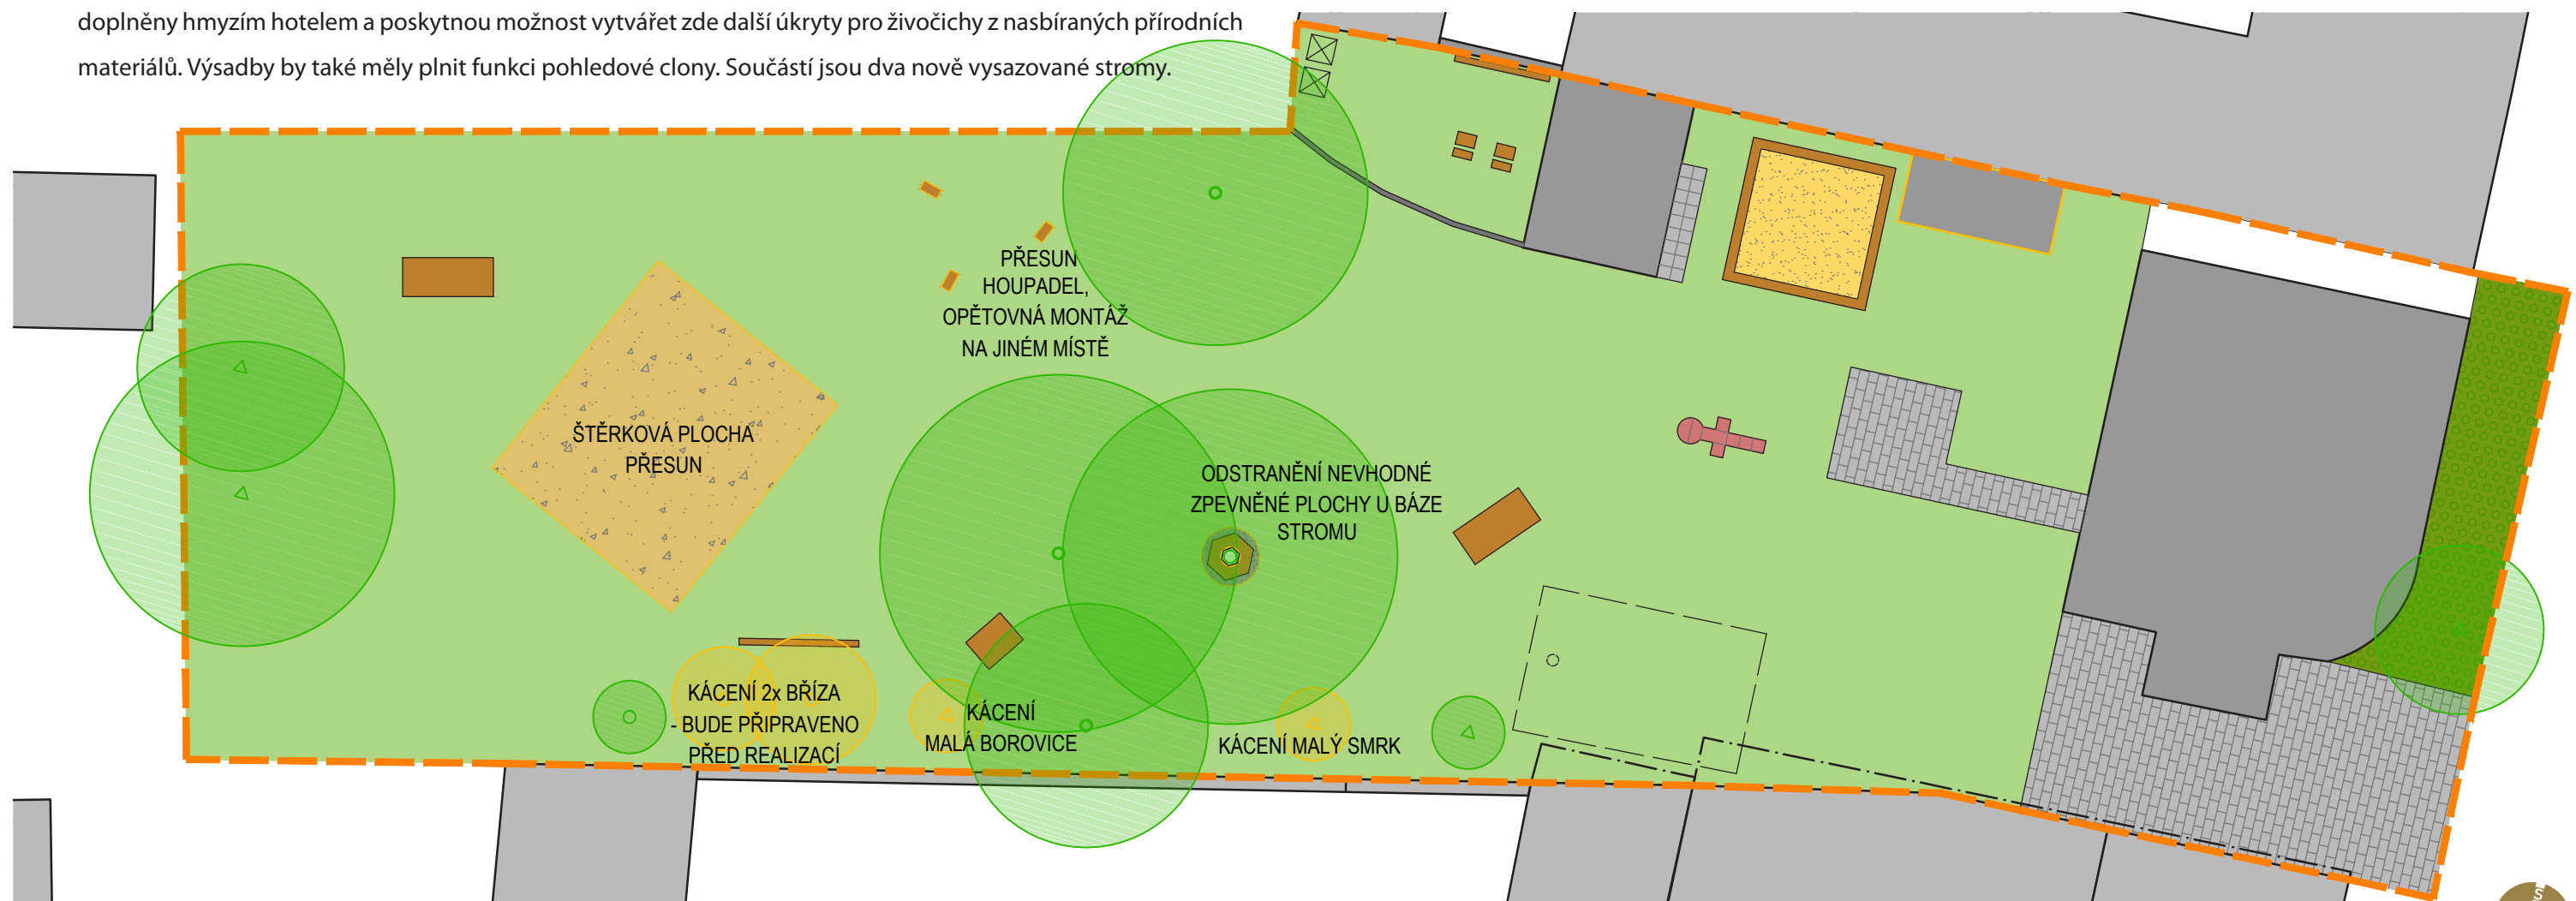 doplněny hmyzím hotelem a poskytnou možnost vytvářet zde další úkryty pro živočichy z nasbíraných přírodních
materiálů. Výsadby by také měly plnit funkci pohledové clony. Součástí jsou dva nově vysazované stromy.
PŘESUN
HOUPADEL,
OPĚTOVNÁ MONTÁŽ
NA JINÉM MÍSTĚ
ŠTĚRKOVÁ PLOCHA
PŘESUN
ODSTRANĚNÍ NEVHODNÉ
ZPEVNĚNÉ PLOCHY U BÁZE
STROMU
KÁCENÍ 2x BŘÍZA
- BUDE PŘIPRAVENO
PŘED REALIZACÍ
KÁCENÍ
MALÁ BOROVICE
KÁCENÍ MALÝ SMRK
S